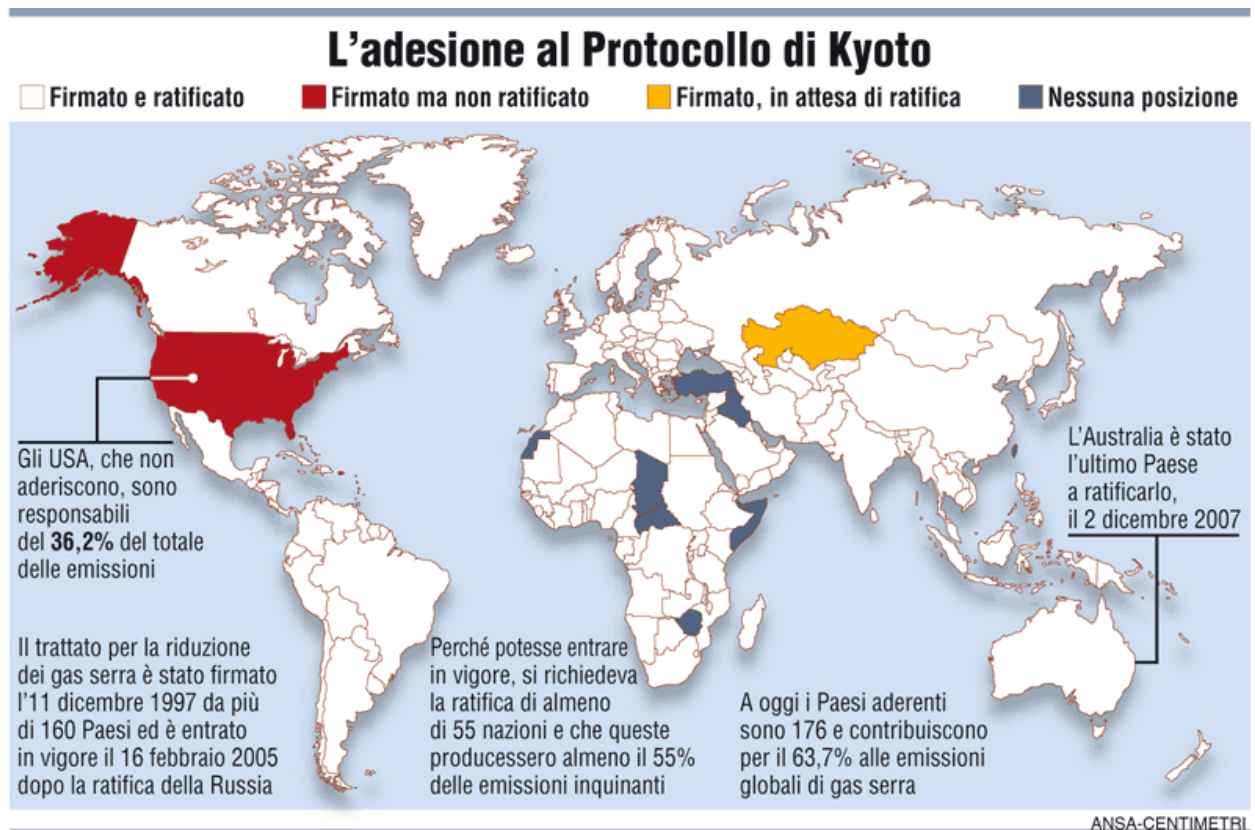 L'adesione al Protocollo di Kyoto
Firmato e ratificato
Firmato ma non ratificato
Firmato, in attesa di ratifica
Nessuna posizione
Gli USA, che non
aderiscono, sono
responsabili
del 36,2% del totale
delle emissioni
L'Australia è stato
l'ultimo Paese
a ratificarlo,
il 2 dicembre 2007
Il trattato per la riduzione
dei gas serra è stato firmato
l'11 dicembre 1997 da più
di 160 Paesi ed è entrato
in vigore il 16 febbraio 2005
dopo la ratifica della Russia
Perché potesse entrare
in vigore, si richiedeva
la ratifica di almeno
di 55 nazioni e che queste
producessero almeno il 55%
delle emissioni inquinanti
A oggi i Paesi aderenti
sono 176 e contribuiscono
per il 63,7% alle emissioni
globali di gas serra
ANSA-CENTIMETRI